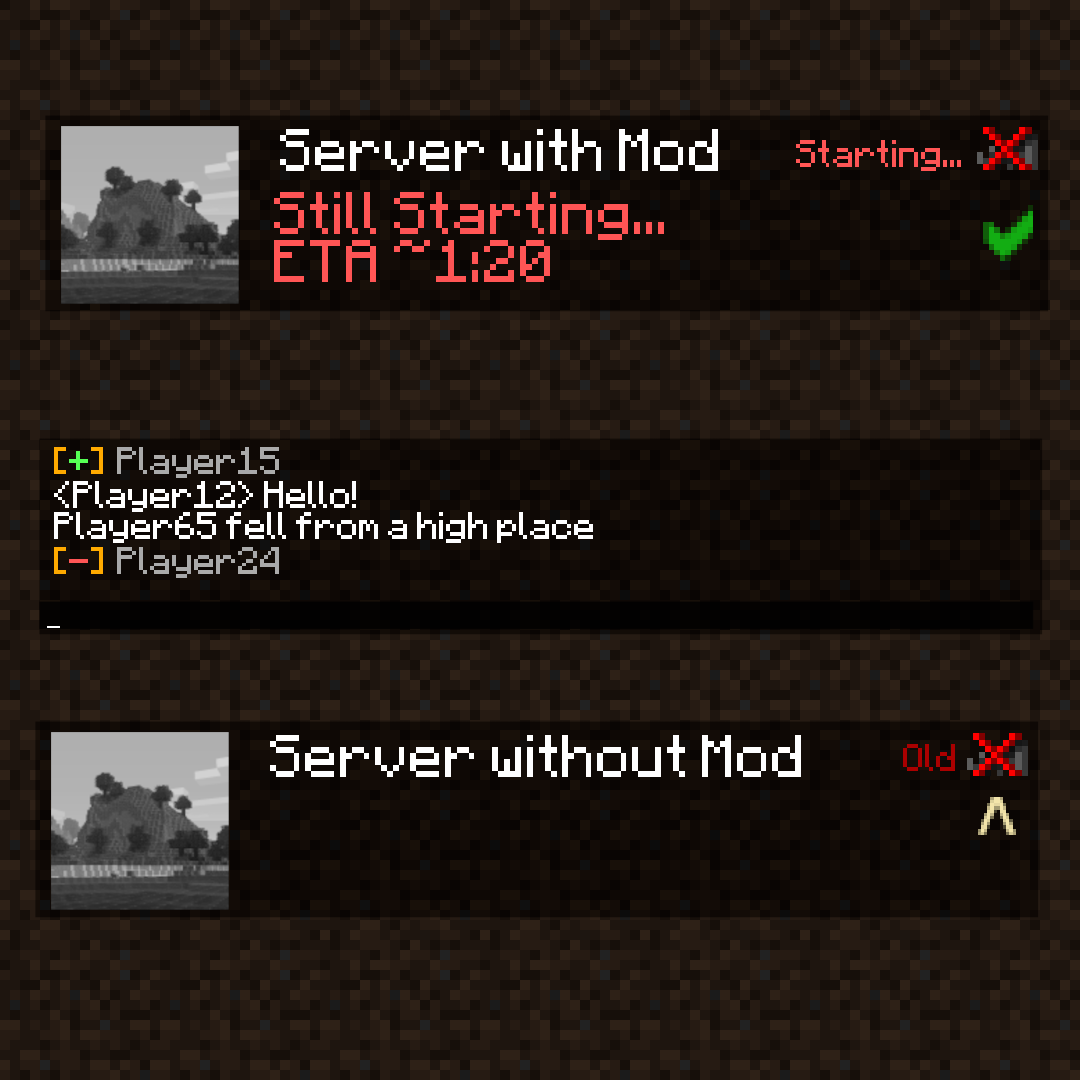 Server with Mod
Starting...
Still Starting...
ETA ~1:20
[+] Player15
<Player12> Hello!
Player65 fell from a high place
[-] Player24
_
Server without Mod
Old